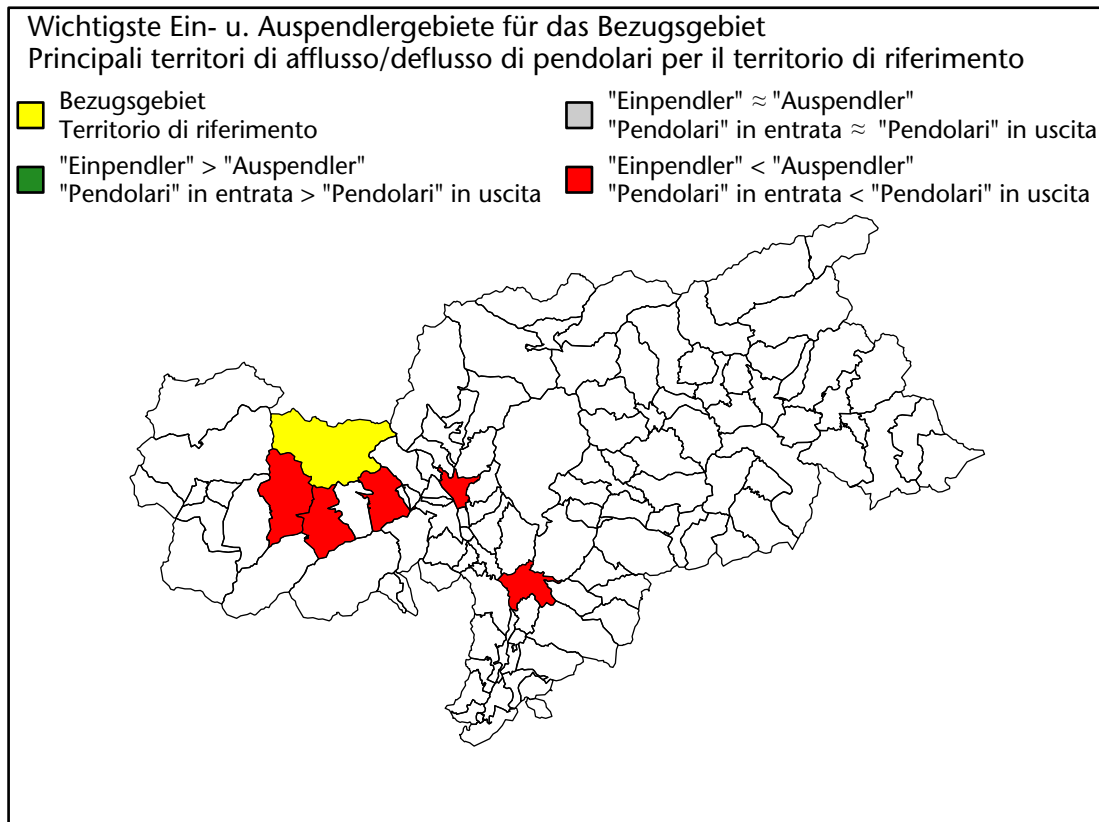 Wichtigste Ein- u. Auspendlergebiete für das Bezugsgebiet
Principali territori di afflusso/deflusso di pendolari per il territorio di riferimento
Bezugsgebiet
Territorio di riferimento
"Einpendler" > "Auspendler"
"Pendolari" in entrata > "Pendolari" in uscita
"Einpendler" ≈ "Auspendler"
"Pendolari" in entrata ≈ "Pendolari" in uscita
"Einpendler" < "Auspendler"
"Pendolari" in entrata < "Pendolari" in uscita